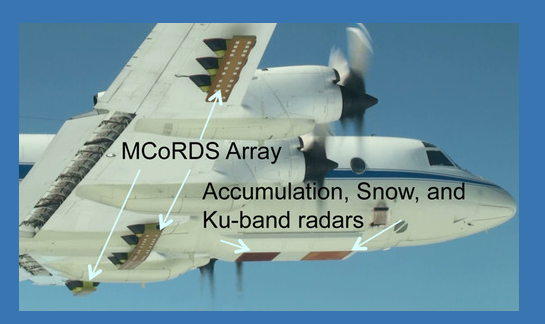 MCoRDS Array
Accumulation, Snow, and
Ku-band radars